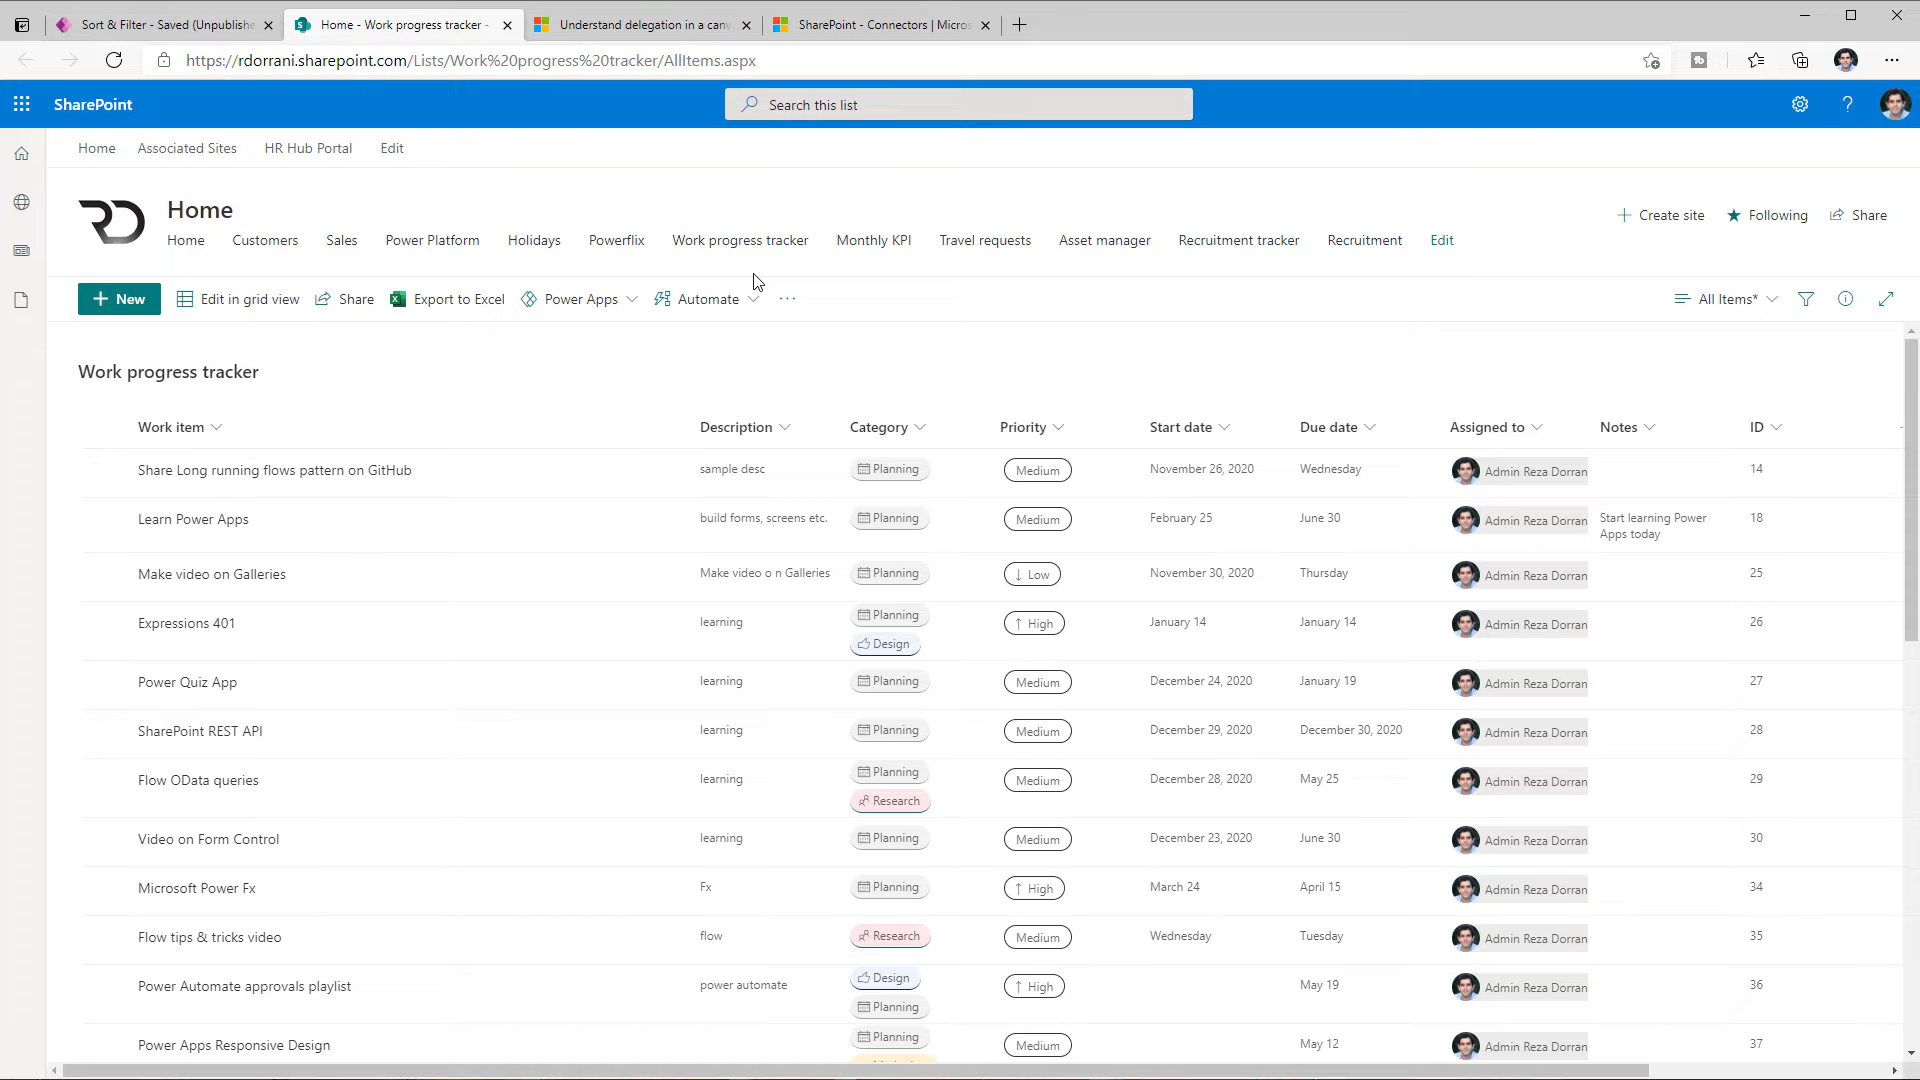 Sort & Filter - Saved (Unpublishe
Home - Work progress tracker -
Understand delegation in a canv
SharePoint - Connectors | Micros
https://rdorrani.sharepoint.com/Lists/Work%20progress%20tracker/AllItems.aspx
SharePoint
Search this list
Home Associated Sites HR Hub Portal Edit
RD
Home
Create site Following Share
Home Customers Sales Power Platform Holidays Powerflix Work progress tracker Monthly KPI Travel requests Asset manager Recruitment tracker Recruitment Edit
New Edit in grid view Share Export to Excel Power Apps Automate ... All Items*
Work progress tracker
Work item Description Category Priority Start date Due date Assigned to Notes ID
Share Long running flows pattern on GitHub sample desc Planning Medium November 26, 2020 Wednesday Admin Reza Dorran 14
Learn Power Apps build forms, screens etc. Planning Medium February 25 June 30 Admin Reza Dorran Start learning Power 18
Apps today
Make video on Galleries Make video o n Galleries Planning Low November 30, 2020 Thursday Admin Reza Dorran 25
Expressions 401 learning Planning High January 14 January 14 Admin Reza Dorran 26
Design
Power Quiz App learning Planning Medium December 24, 2020 January 19 Admin Reza Dorran 27
SharePoint REST API learning Planning Medium December 29, 2020 December 30, 2020 Admin Reza Dorran 28
Flow OData queries learning Planning Medium December 28, 2020 May 25 Admin Reza Dorran 29
Research
Video on Form Control learning Planning Medium December 23, 2020 June 30 Admin Reza Dorran 30
Microsoft Power Fx Fx Planning High March 24 April 15 Admin Reza Dorran 34
Flow tips & tricks video flow Research Medium Wednesday Tuesday Admin Reza Dorran 35
Power Automate approvals playlist power automate Design High May 19 Admin Reza Dorran 36
Planning
Power Apps Responsive Design Planning Medium May 12 Admin Reza Dorran 37